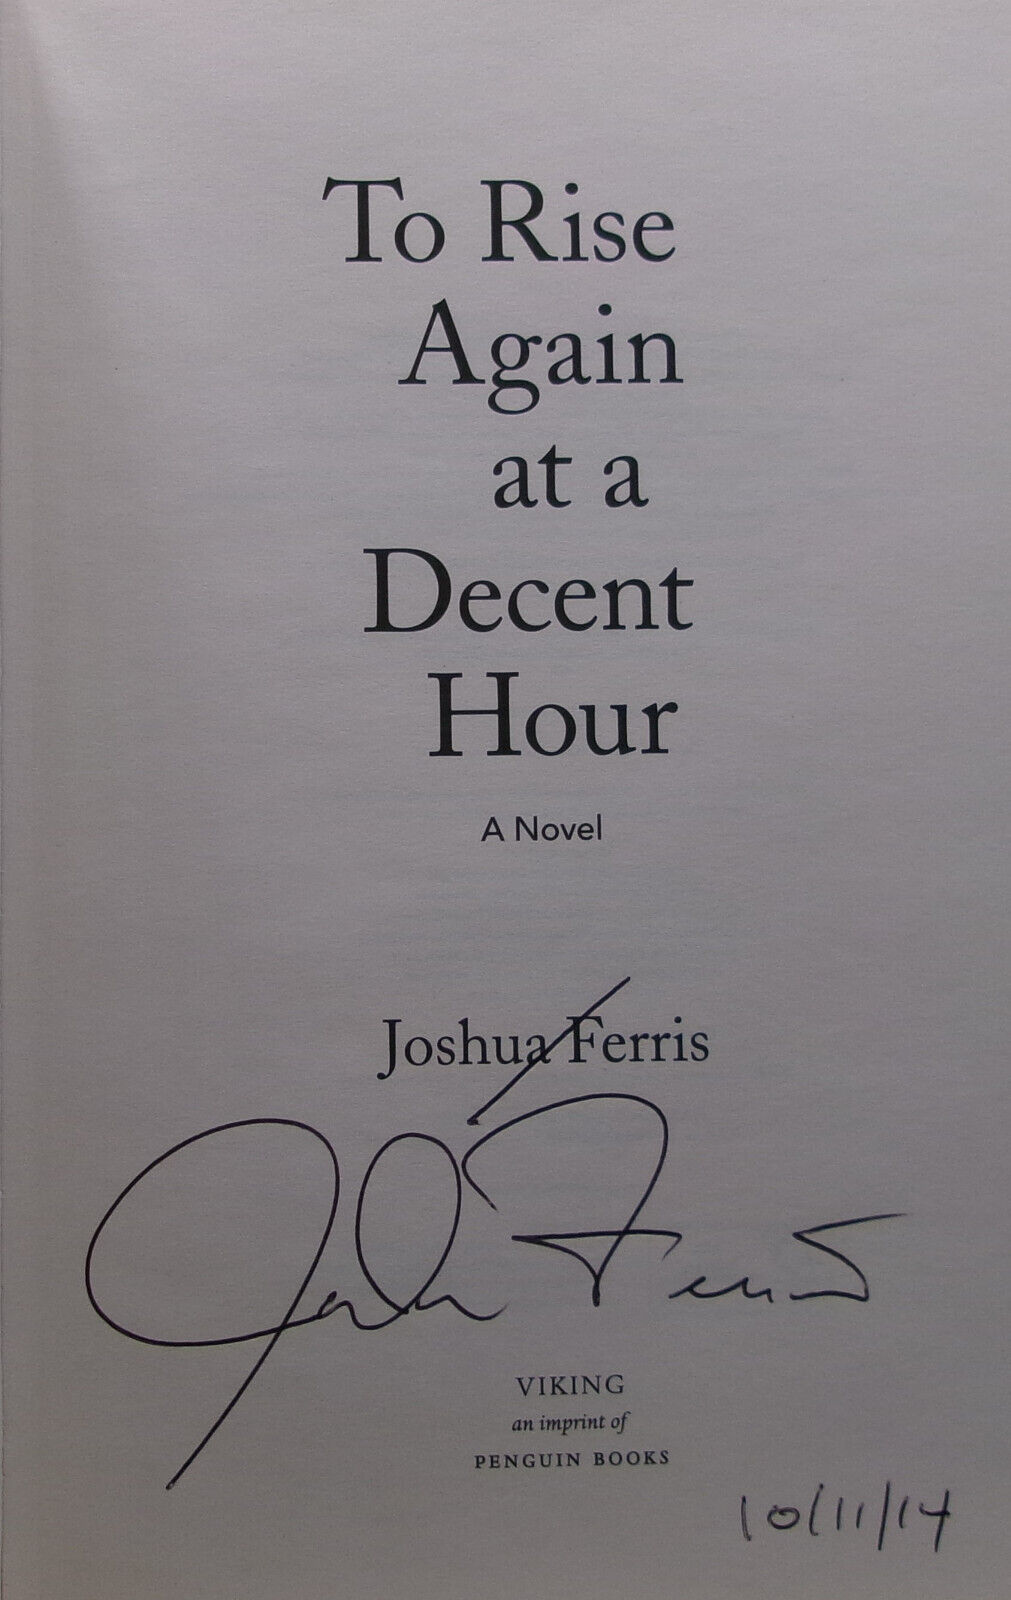 To Rise
Again
at a
Decent
Hour
A Novel
Joshua Ferris
VIKING
an imprint of
PENGUIN BOOKS
10/11/14